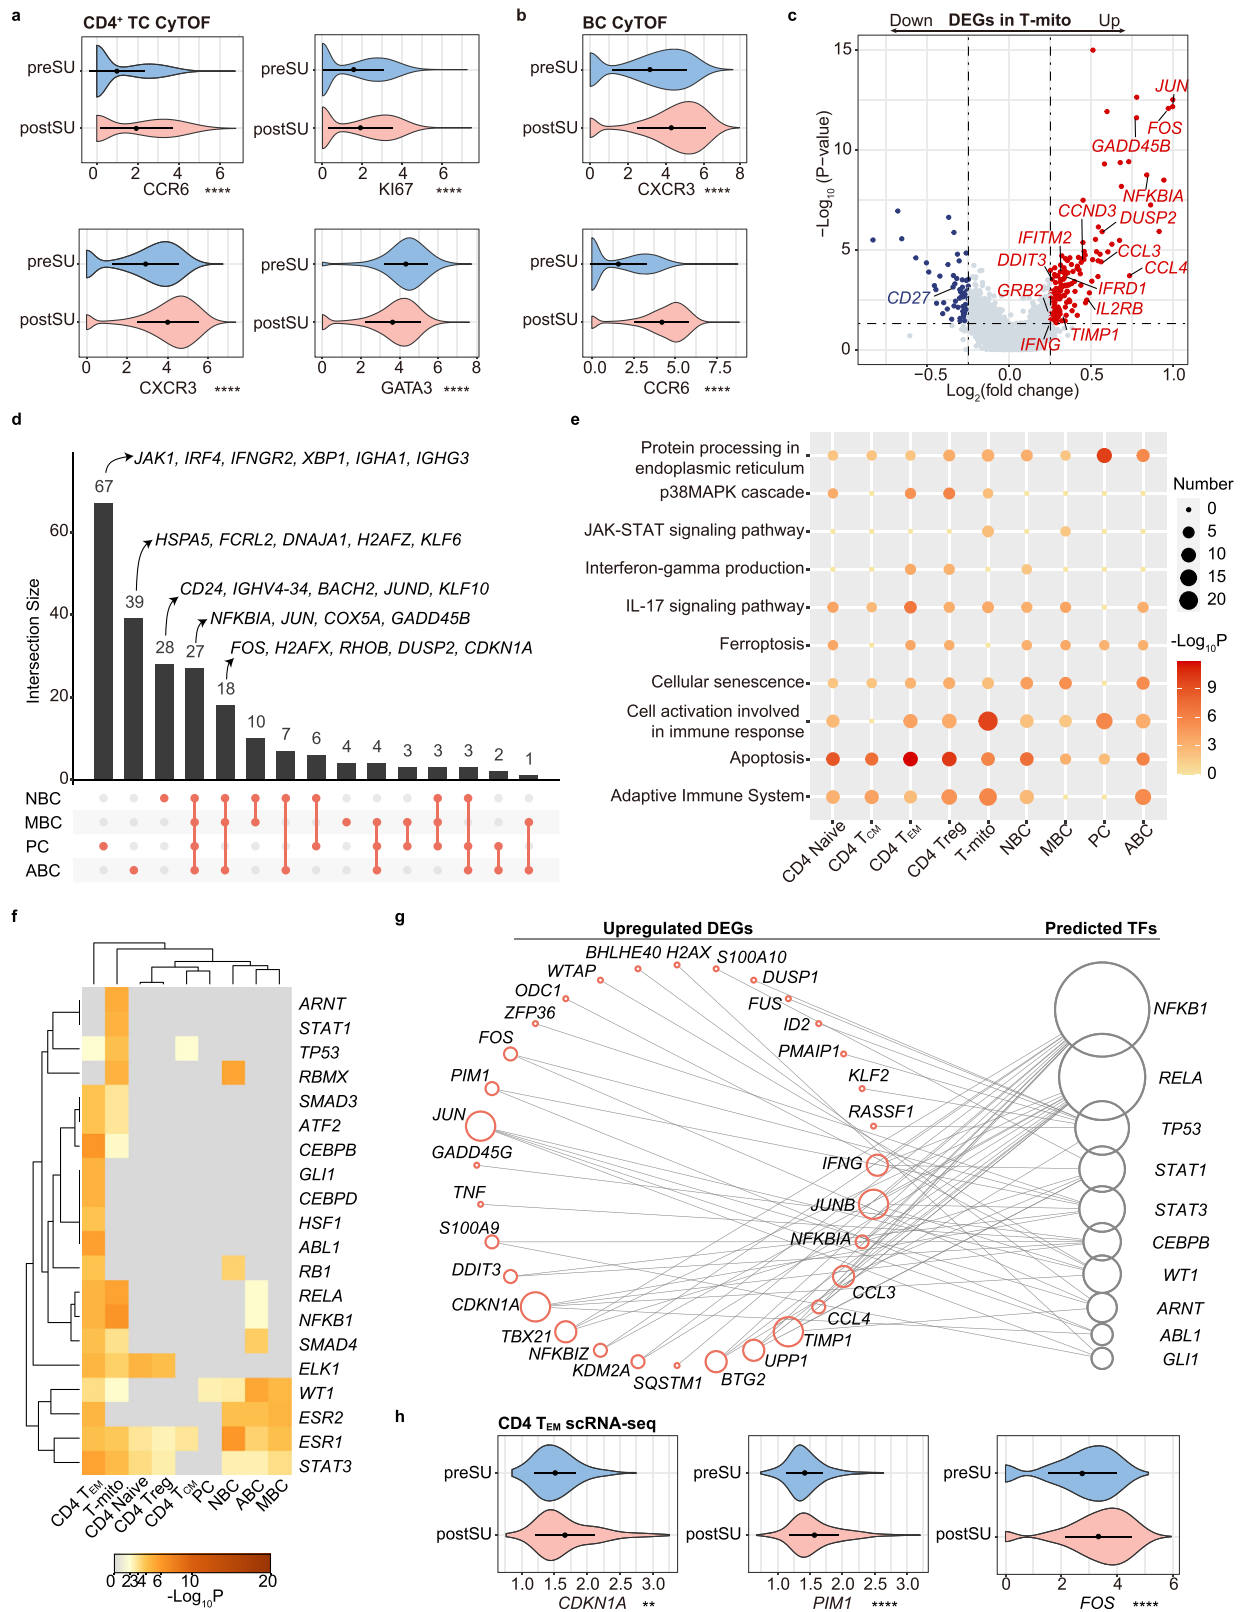 a
CD4⁺ TC CyTOF
preSU
postSU
0 2 4 6
CCR6 ****
preSU
postSU
0 2 4 6
KI67 ****
preSU
postSU
0 2 4 6
CXCR3 ****
preSU
postSU
0 2 4 6 8
GATA3 ****
b
BC CyTOF
preSU
postSU
0 2 4 6 8
CXCR3 ****
preSU
postSU
0.0 2.5 5.0 7.5
CCR6 ****
c
Down DEGs in T-mito Up
−Log₁₀ (P−value)
15
10
5
0
JUN
FOS
GADD45B
NFKBIA
CCND3
DUSP2
IFITM2
DDIT3
CCL3
CCL4
CD27
GRB2
IFRD1
IL2RB
IFNG
TIMP1
−0.5 0.0 0.5 1.0
Log₂(fold change)
d
Intersection Size
60
40
20
0
JAK1, IRF4, IFNGR2, XBP1, IGHA1, IGHG3
HSPA5, FCRL2, DNAJA1, H2AFZ, KLF6
CD24, IGHV4-34, BACH2, JUND, KLF10
NFKBIA, JUN, COX5A, GADD45B
FOS, H2AFX, RHOB, DUSP2, CDKN1A
67 39 28 27 18 10 7 6 4 4 3 3 3 2 1
NBC
MBC
PC
ABC
e
Protein processing in
endoplasmic reticulum
p38MAPK cascade
JAK-STAT signaling pathway
Interferon-gamma production
IL-17 signaling pathway
Ferroptosis
Cellular senescence
Cell activation involved
in immune response
Apoptosis
Adaptive Immune System
CD4 Naive
CD4 TCM
CD4 TEM
CD4 Treg
T-mito
NBC
MBC
PC
ABC
Number
0
5
10
15
20
-Log₁₀P
9
6
3
0
f
ARNT
STAT1
TP53
RBMX
SMAD3
ATF2
CEBPB
GLI1
CEBPD
HSF1
ABL1
RB1
RELA
NFKB1
SMAD4
ELK1
WT1
ESR2
ESR1
STAT3
CD4 TEM
T-mito
CD4 Naive
CD4 Treg
CD4 TCM
PC
NBC
ABC
MBC
0 2 3 4 6 10 20
-Log₁₀P
g
Upregulated DEGs
Predicted TFs
BHLHE40 H2AX
S100A10
WTAP
DUSP1
ODC1
FUS
ZFP36
ID2
FOS
PMAIP1
PIM1
KLF2
JUN
RASSF1
GADD45G
IFNG
TNF
JUNB
S100A9
NFKBIA
DDIT3
CCL3
CDKN1A
CCL4
TBX21
TIMP1
NFKBIZ
UPP1
KDM2A
BTG2
SQSTM1
NFKB1
RELA
TP53
STAT1
STAT3
CEBPB
WT1
ARNT
ABL1
GLI1
h
CD4 TEM scRNA-seq
preSU
postSU
1.0 1.5 2.0 2.5 3.0
CDKN1A **
preSU
postSU
1.0 1.5 2.0 2.5 3.0
PIM1 ****
preSU
postSU
0 2 4 6
FOS ****